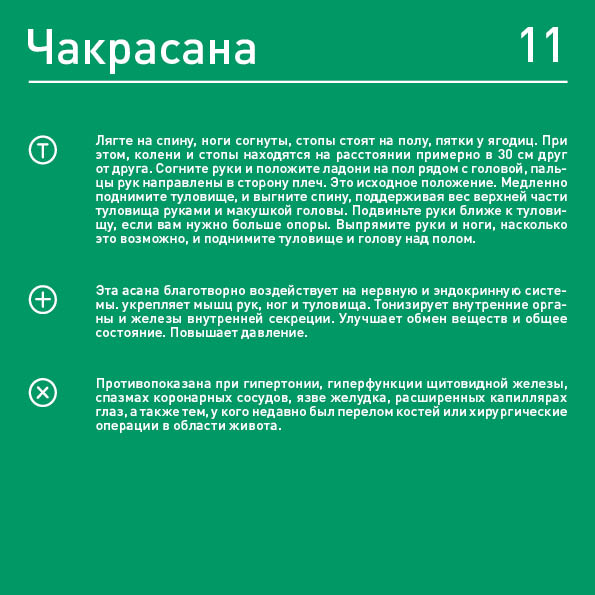 Чакрасана 11
Т
Лягте на спину, ноги согнуты, стопы стоят на полу, пятки у ягодиц. При
этом, колени и стопы находятся на расстоянии примерно в 30 см друг
от друга. Согните руки и положите ладони на пол рядом с головой, паль-
цы рук направлены в сторону плеч. Это исходное положение. Медленно
поднимите туловище, и выгните спину, поддерживая вес верхней части
туловища руками и макушкой головы. Подвиньте руки ближе к тулови-
щу, если вам нужно больше опоры. Выпрямите руки и ноги, насколько
это возможно, и поднимите туловище и голову над полом.
+
Эта асана благотворно воздействует на нервную и эндокринную систе-
мы. укрепляет мышц рук, ног и туловища. Тонизирует внутренние орга-
ны и железы внутренней секреции. Улучшает обмен веществ и общее
состояние. Повышает давление.
×
Противопоказана при гипертонии, гиперфункции щитовидной железы,
спазмах коронарных сосудов, язве желудка, расширенных капиллярах
глаз, а также тем, у кого недавно был перелом костей или хирургические
операции в области живота.